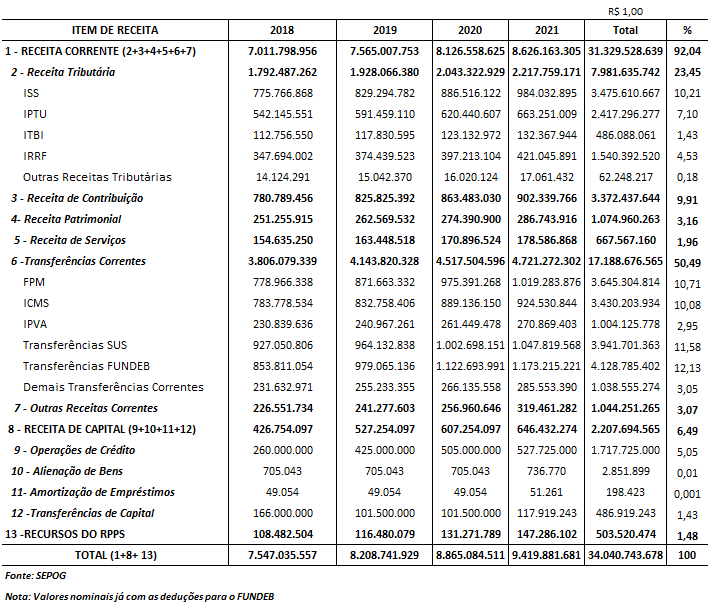 R$ 1,00
ITEM DE RECEITA 2018 2019 2020 2021 Total %
1 - RECEITA CORRENTE (2+3+4+5+6+7) 7.011.798.956 7.565.007.753 8.126.558.625 8.626.163.305 31.329.528.639 92,04
2 - Receita Tributária 1.792.487.262 1.928.066.380 2.043.322.929 2.217.759.171 7.981.635.742 23,45
ISS 775.766.868 829.294.782 886.516.122 984.032.895 3.475.610.667 10,21
IPTU 542.145.551 591.459.110 620.440.607 663.251.009 2.417.296.277 7,10
ITBI 112.756.550 117.830.595 123.132.972 132.367.944 486.088.061 1,43
IRRF 347.694.002 374.439.523 397.213.104 421.045.891 1.540.392.520 4,53
Outras Receitas Tributárias 14.124.291 15.042.370 16.020.124 17.061.432 62.248.217 0,18
3 - Receita de Contribuição 780.789.456 825.825.392 863.483.030 902.339.766 3.372.437.644 9,91
4- Receita Patrimonial 251.255.915 262.569.532 274.390.900 286.743.916 1.074.960.263 3,16
5 - Receita de Serviços 154.635.250 163.448.518 170.896.524 178.586.868 667.567.160 1,96
6 -Transferências Correntes 3.806.079.339 4.143.820.328 4.517.504.596 4.721.272.302 17.188.676.565 50,49
FPM 778.966.338 871.663.332 975.391.268 1.019.283.876 3.645.304.814 10,71
ICMS 783.778.534 832.758.406 889.136.150 924.530.844 3.430.203.934 10,08
IPVA 230.839.636 240.967.261 261.449.478 270.869.403 1.004.125.778 2,95
Transferências SUS 927.050.806 964.132.838 1.002.698.151 1.047.819.568 3.941.701.363 11,58
Transferências FUNDEB 853.811.054 979.065.136 1.122.693.991 1.173.215.221 4.128.785.402 12,13
Demais Transferências Correntes 231.632.971 255.233.355 266.135.558 285.553.390 1.038.555.274 3,05
7 - Outras Receitas Correntes 226.551.734 241.277.603 256.960.646 319.461.282 1.044.251.265 3,07
8 - RECEITA DE CAPITAL (9+10+11+12) 426.754.097 527.254.097 607.254.097 646.432.274 2.207.694.565 6,49
9 - Operações de Crédito 260.000.000 425.000.000 505.000.000 527.725.000 1.717.725.000 5,05
10 - Alienação de Bens 705.043 705.043 705.043 736.770 2.851.899 0,01
11- Amortização de Empréstimos 49.054 49.054 49.054 51.261 198.423 0,001
12 -Transferências de Capital 166.000.000 101.500.000 101.500.000 117.919.243 486.919.243 1,43
13 -RECURSOS DO RPPS 108.482.504 116.480.079 131.271.789 147.286.102 503.520.474 1,48
TOTAL (1+8+ 13) 7.547.035.557 8.208.741.929 8.865.084.511 9.419.881.681 34.040.743.678 100
Fonte: SEPOG
Nota: Valores nominais já com as deduções para o FUNDEB